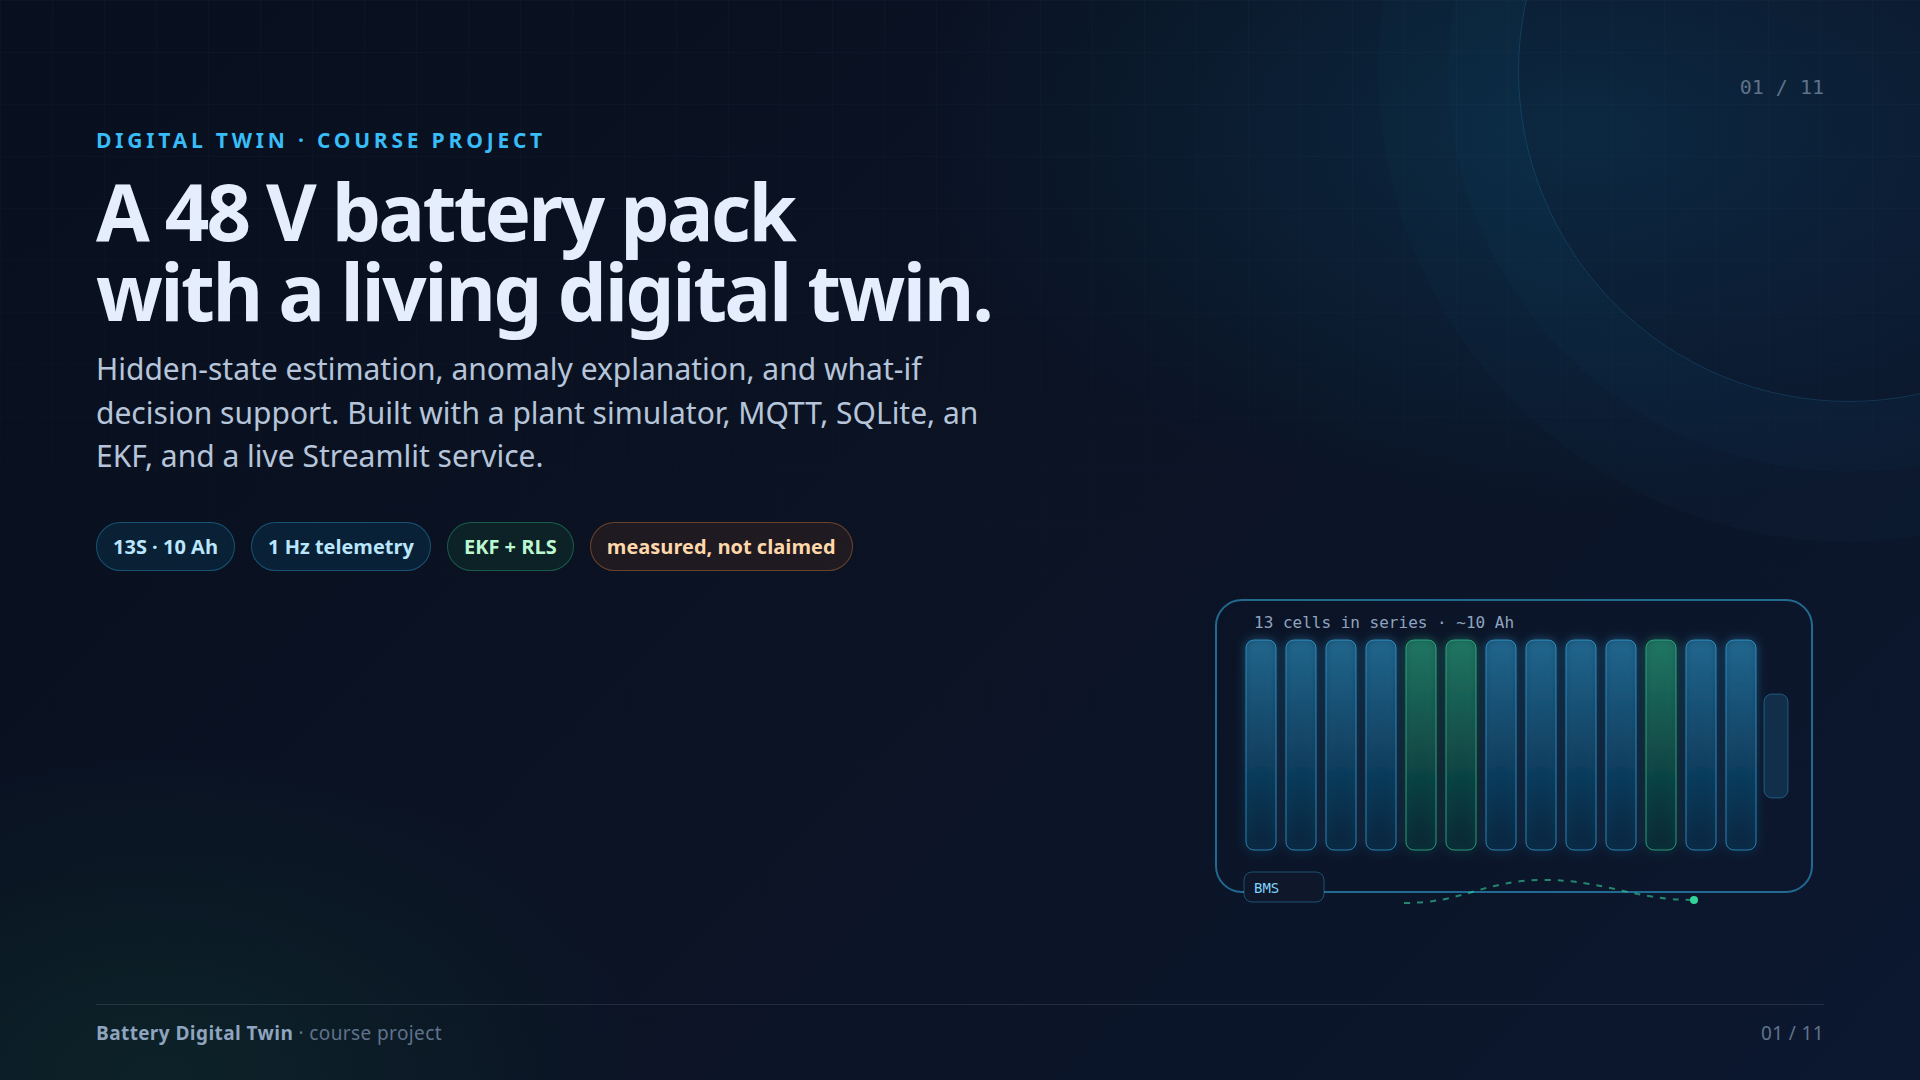 01 / 11
DIGITAL TWIN · COURSE PROJECT
A 48 V battery pack
with a living digital twin.
Hidden-state estimation, anomaly explanation, and what-if
decision support. Built with a plant simulator, MQTT, SQLite, an
EKF, and a live Streamlit service.
13S · 10 Ah
1 Hz telemetry
EKF + RLS
measured, not claimed
13 cells in series · ~10 Ah
BMS
Battery Digital Twin · course project
01 / 11